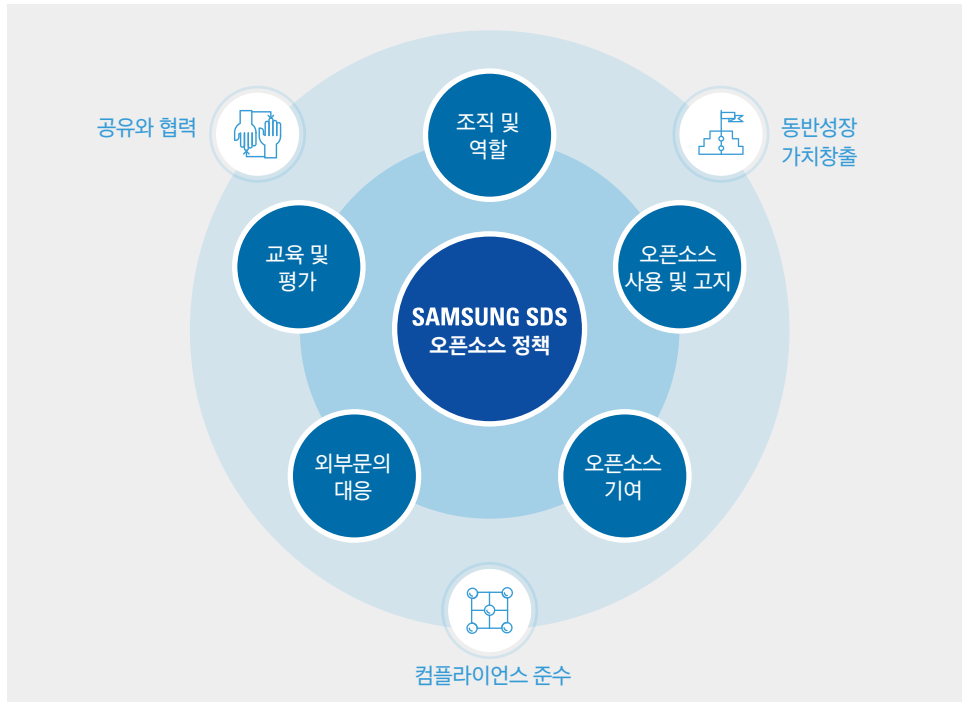 공유와 협력
조직 및
역할
동반성장
가치창출
교육 및
평가
오픈소스
사용 및 고지
SAMSUNG SDS
오픈소스 정책
외부문의
대응
오픈소스
기여
컴플라이언스 준수